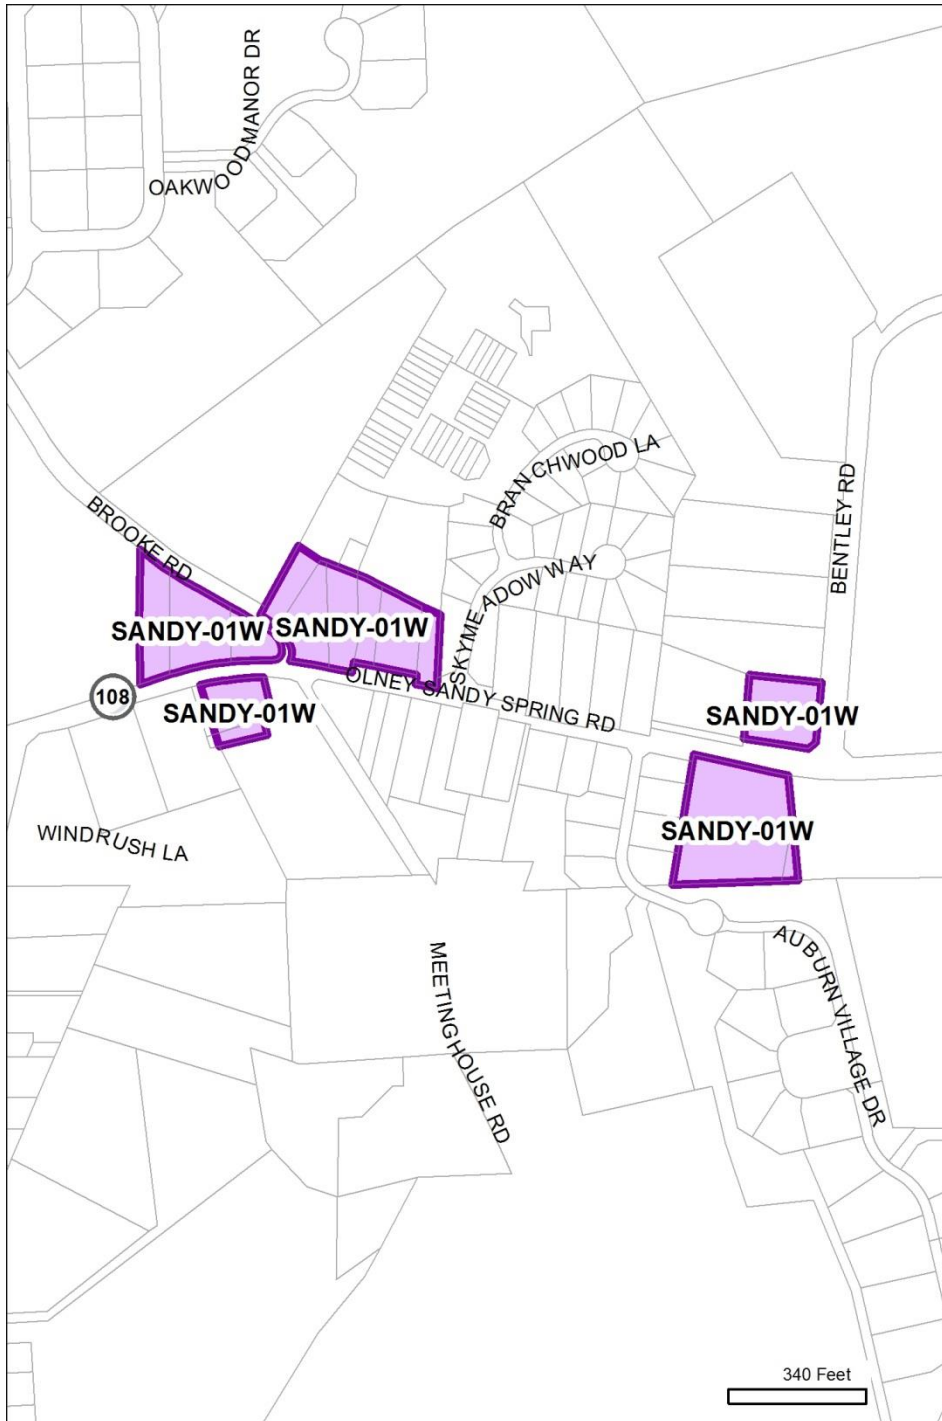 OAKWOODMANOR DR
BRANCHWOOD LA
BENTLEY RD
BROOKE RD
SKYMEADOW WAY
SANDY-01W
SANDY-01W
OLNEY SANDY SPRING RD
108
SANDY-01W
SANDY-01W
SANDY-01W
WINDRUSH LA
MEETINGHOUSE RD
AUBURN VILLAGE DR
340 Feet